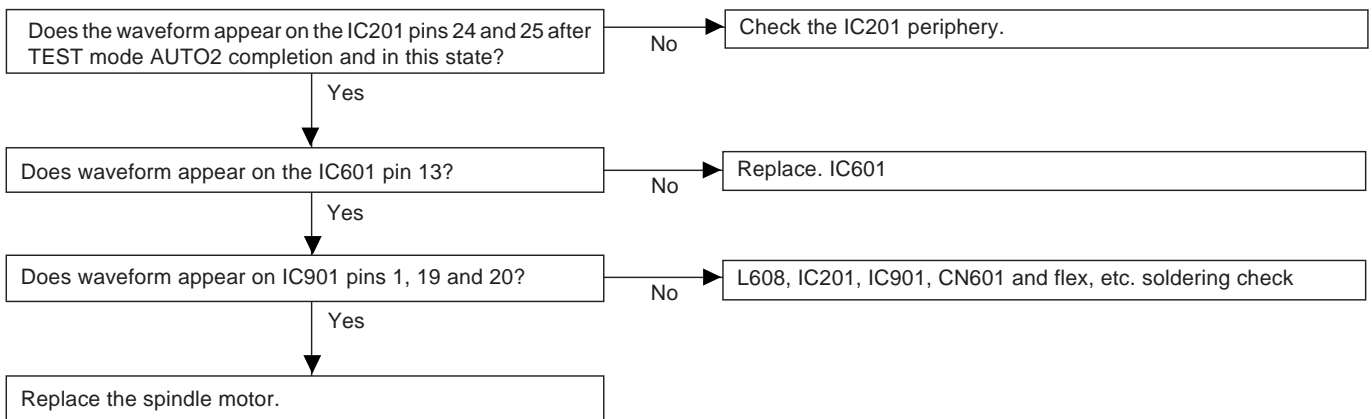 Does the waveform appear on the IC201 pins 24 and 25 after
TEST mode AUTO2 completion and in this state?
No
Check the IC201 periphery.
Yes
Does waveform appear on the IC601 pin 13?
No
Replace. IC601
Yes
Does waveform appear on IC901 pins 1, 19 and 20?
No
L608, IC201, IC901, CN601 and flex, etc. soldering check
Yes
Replace the spindle motor.